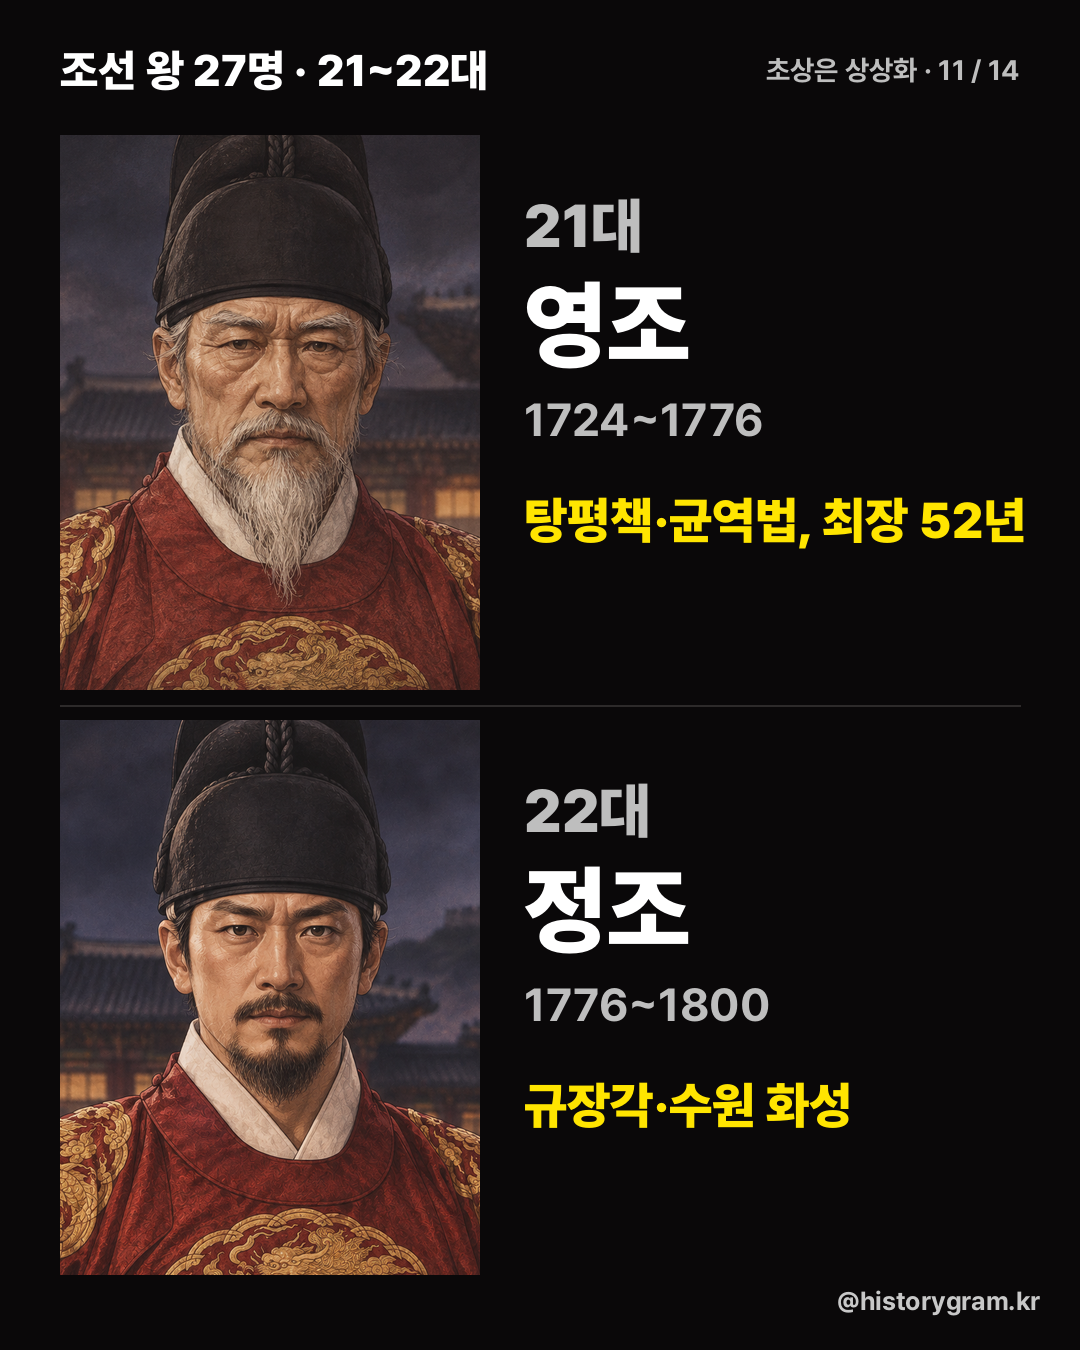 조선 왕 27명 · 21~22대
초상은 상상화 · 11 / 14
21대
영조
1724~1776
탕평책·균역법, 최장 52년
22대
정조
1776~1800
규장각·수원 화성
@historygram.kr